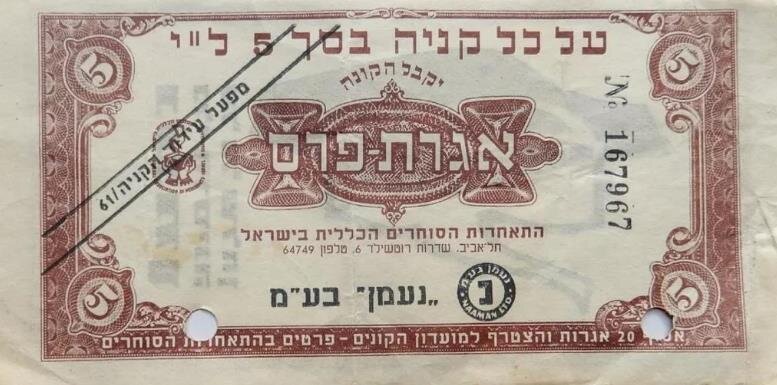 על כל קניה בסך 5 ל"י
יקבל הקונה
אגרת-פרס
התאחדות הסוחרים הכללית בישראל
תל-אביב. שדרות רוטשילד 6. טלפון 64749
נעמן בע"מ
נ
NAAMAN LTD.
„נעמן" בע"מ
20 אגרות והצטרף למועדון הקונים - פרטים בהתאחדות הסוחרים
מפעל עידוד הקניה/61
№ 167967
5
5
5
5